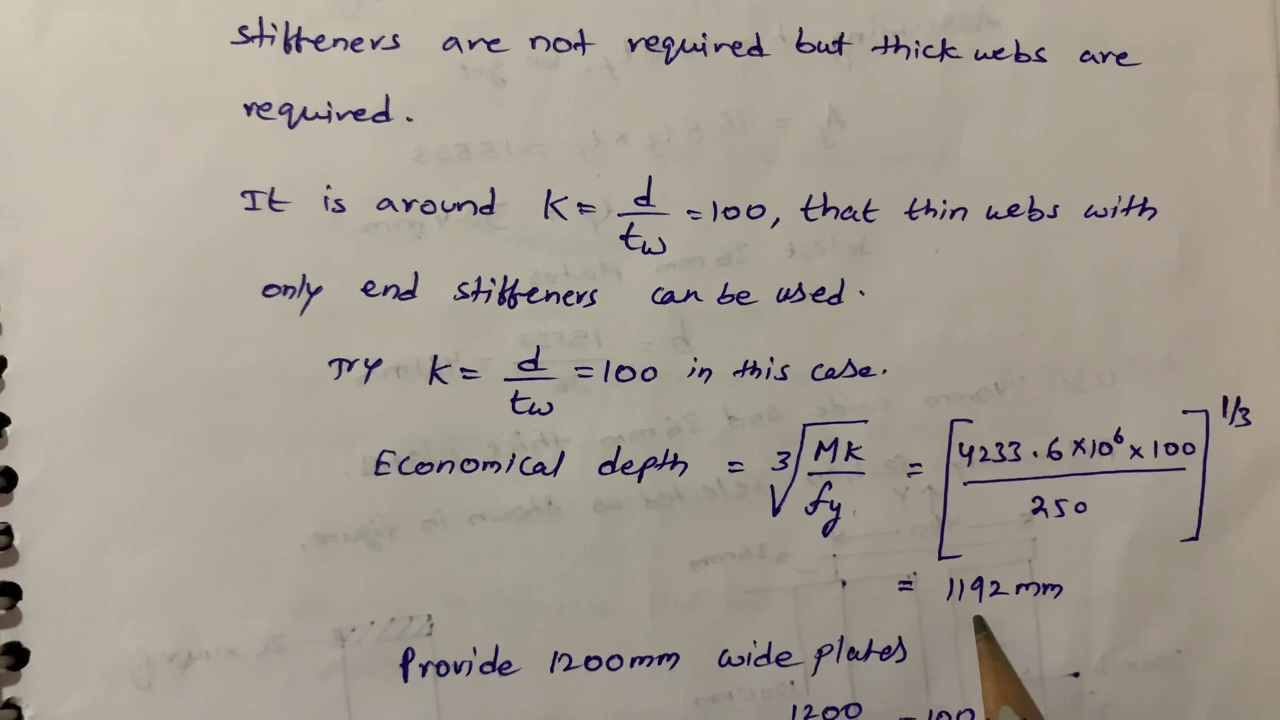 stiffeners are not required but thick webs are
required.
It is around K = d/tw = 100, that thin webs with
only end stiffeners can be used.
Try k = d/tw = 100 in this case.
Economical depth = ∛(MK/fy) = [4233.6×10⁶×100/250]^1/3
= 1192 mm
Provide 1200mm wide plates
1200 = 100